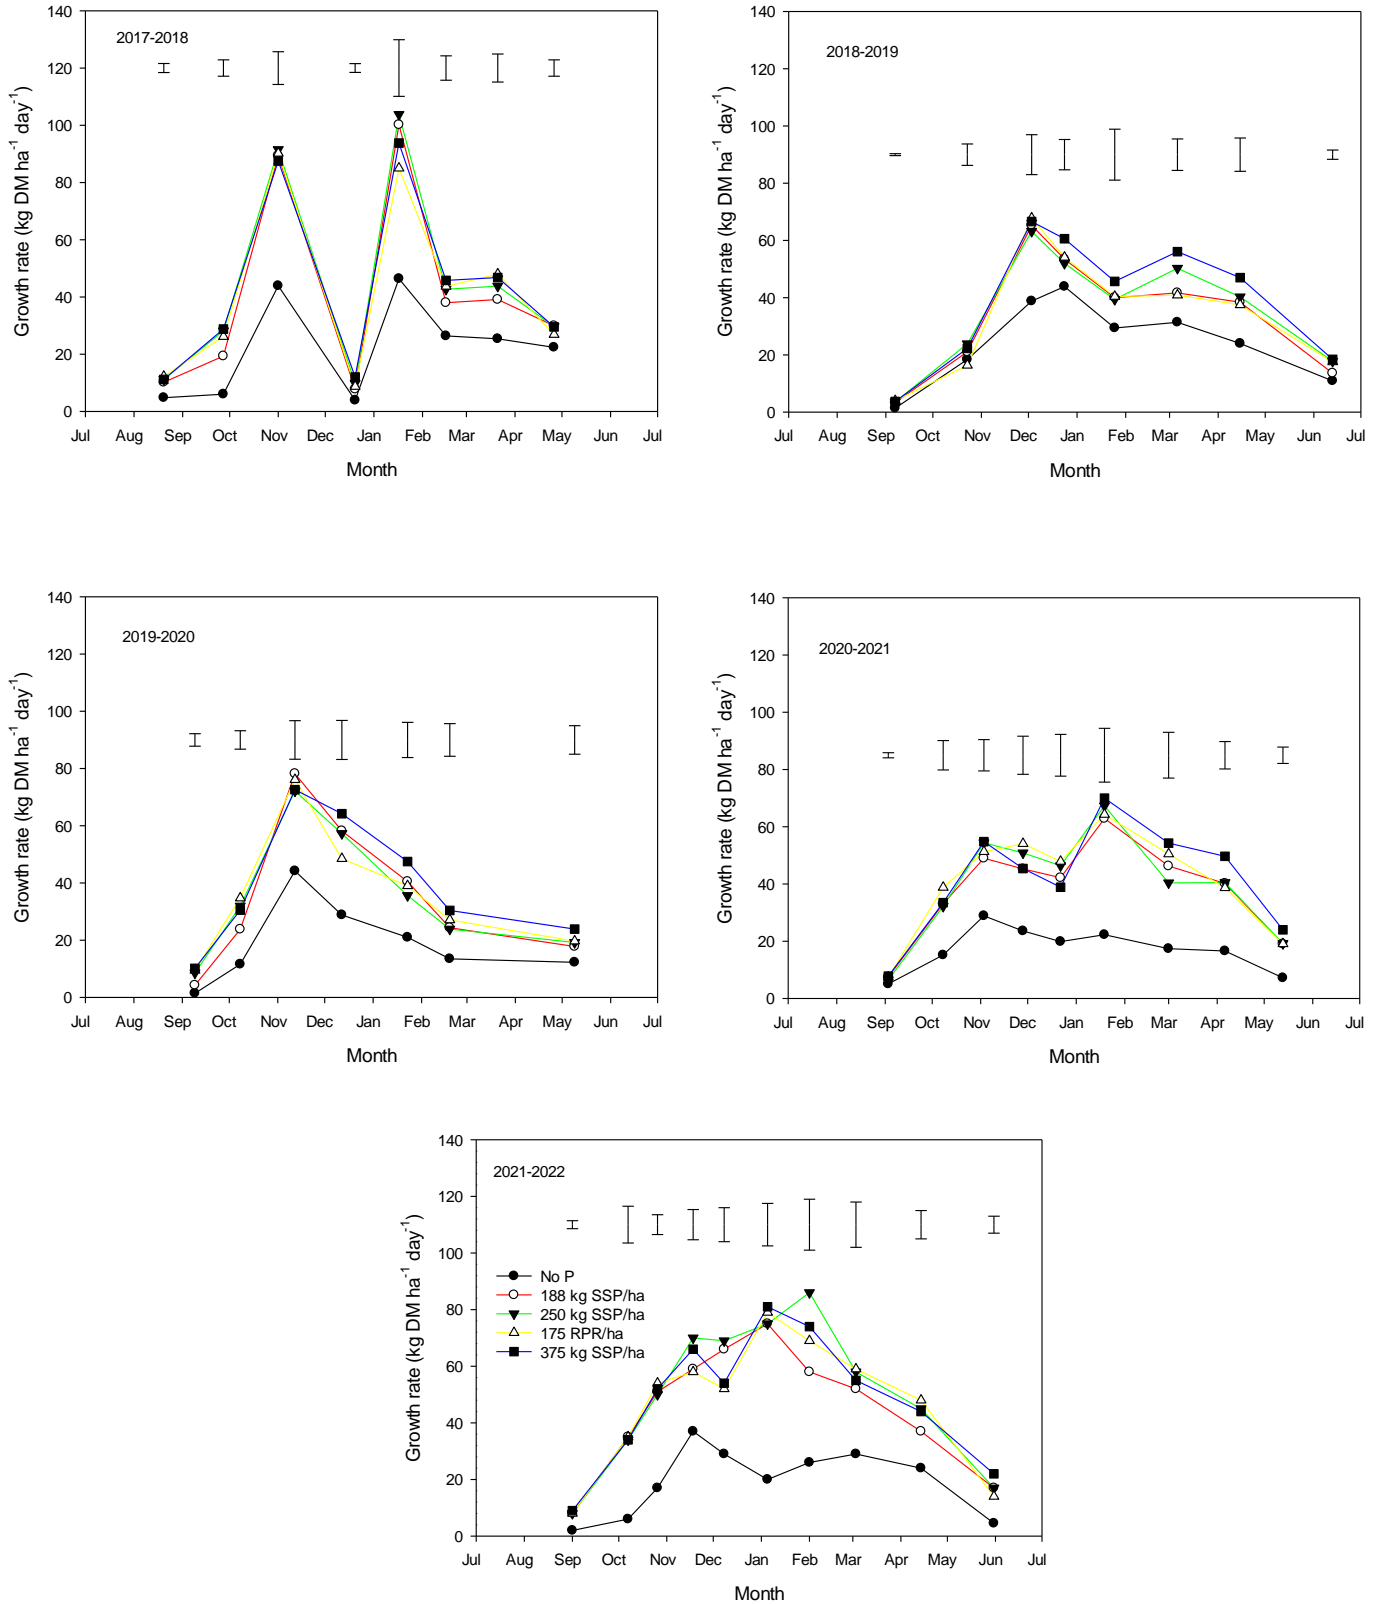 2017-2018
Growth rate (kg DM ha⁻¹ day⁻¹)
140
120
100
80
60
40
20
0
Jul Aug Sep Oct Nov Dec Jan Feb Mar Apr May Jun Jul
Month
2018-2019
Growth rate (kg DM ha⁻¹ day⁻¹)
140
120
100
80
60
40
20
0
Jul Aug Sep Oct Nov Dec Jan Feb Mar Apr May Jun Jul
Month
2019-2020
Growth rate (kg DM ha⁻¹ day⁻¹)
140
120
100
80
60
40
20
0
Jul Aug Sep Oct Nov Dec Jan Feb Mar Apr May Jun Jul
Month
2020-2021
Growth rate (kg DM ha⁻¹ day⁻¹)
140
120
100
80
60
40
20
0
Jul Aug Sep Oct Nov Dec Jan Feb Mar Apr May Jun Jul
Month
2021-2022
Growth rate (kg DM ha⁻¹ day⁻¹)
140
120
100
80
60
40
20
0
No P
188 kg SSP/ha
250 kg SSP/ha
175 RPR/ha
375 kg SSP/ha
Jul Aug Sep Oct Nov Dec Jan Feb Mar Apr May Jun Jul
Month